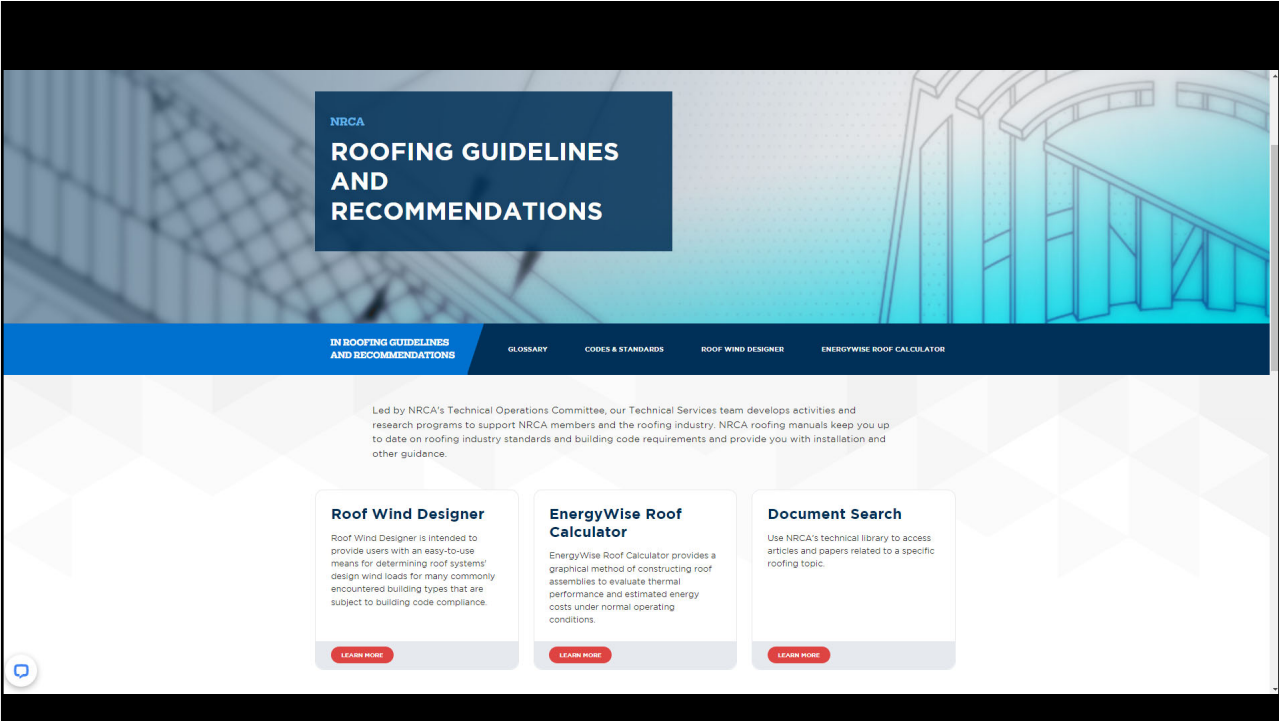 NRCA
ROOFING GUIDELINES
AND
RECOMMENDATIONS
IN ROOFING GUIDELINES
AND RECOMMENDATIONS
GLOSSARY
CODES & STANDARDS
ROOF WIND DESIGNER
ENERGYWISE ROOF CALCULATOR
Led by NRCA's Technical Operations Committee, our Technical Services team develops activities and
research programs to support NRCA members and the roofing industry. NRCA roofing manuals keep you up
to date on roofing industry standards and building code requirements and provide you with installation and
other guidance.
Roof Wind Designer
Roof Wind Designer is intended to
provide users with an easy-to-use
means for determining roof systems'
design wind loads for many commonly
encountered building types that are
subject to building code compliance.
LEARN MORE
EnergyWise Roof
Calculator
EnergyWise Roof Calculator provides a
graphical method of constructing roof
assemblies to evaluate thermal
performance and estimated energy
costs under normal operating
conditions.
LEARN MORE
Document Search
Use NRCA's technical library to access
articles and papers related to a specific
roofing topic.
LEARN MORE